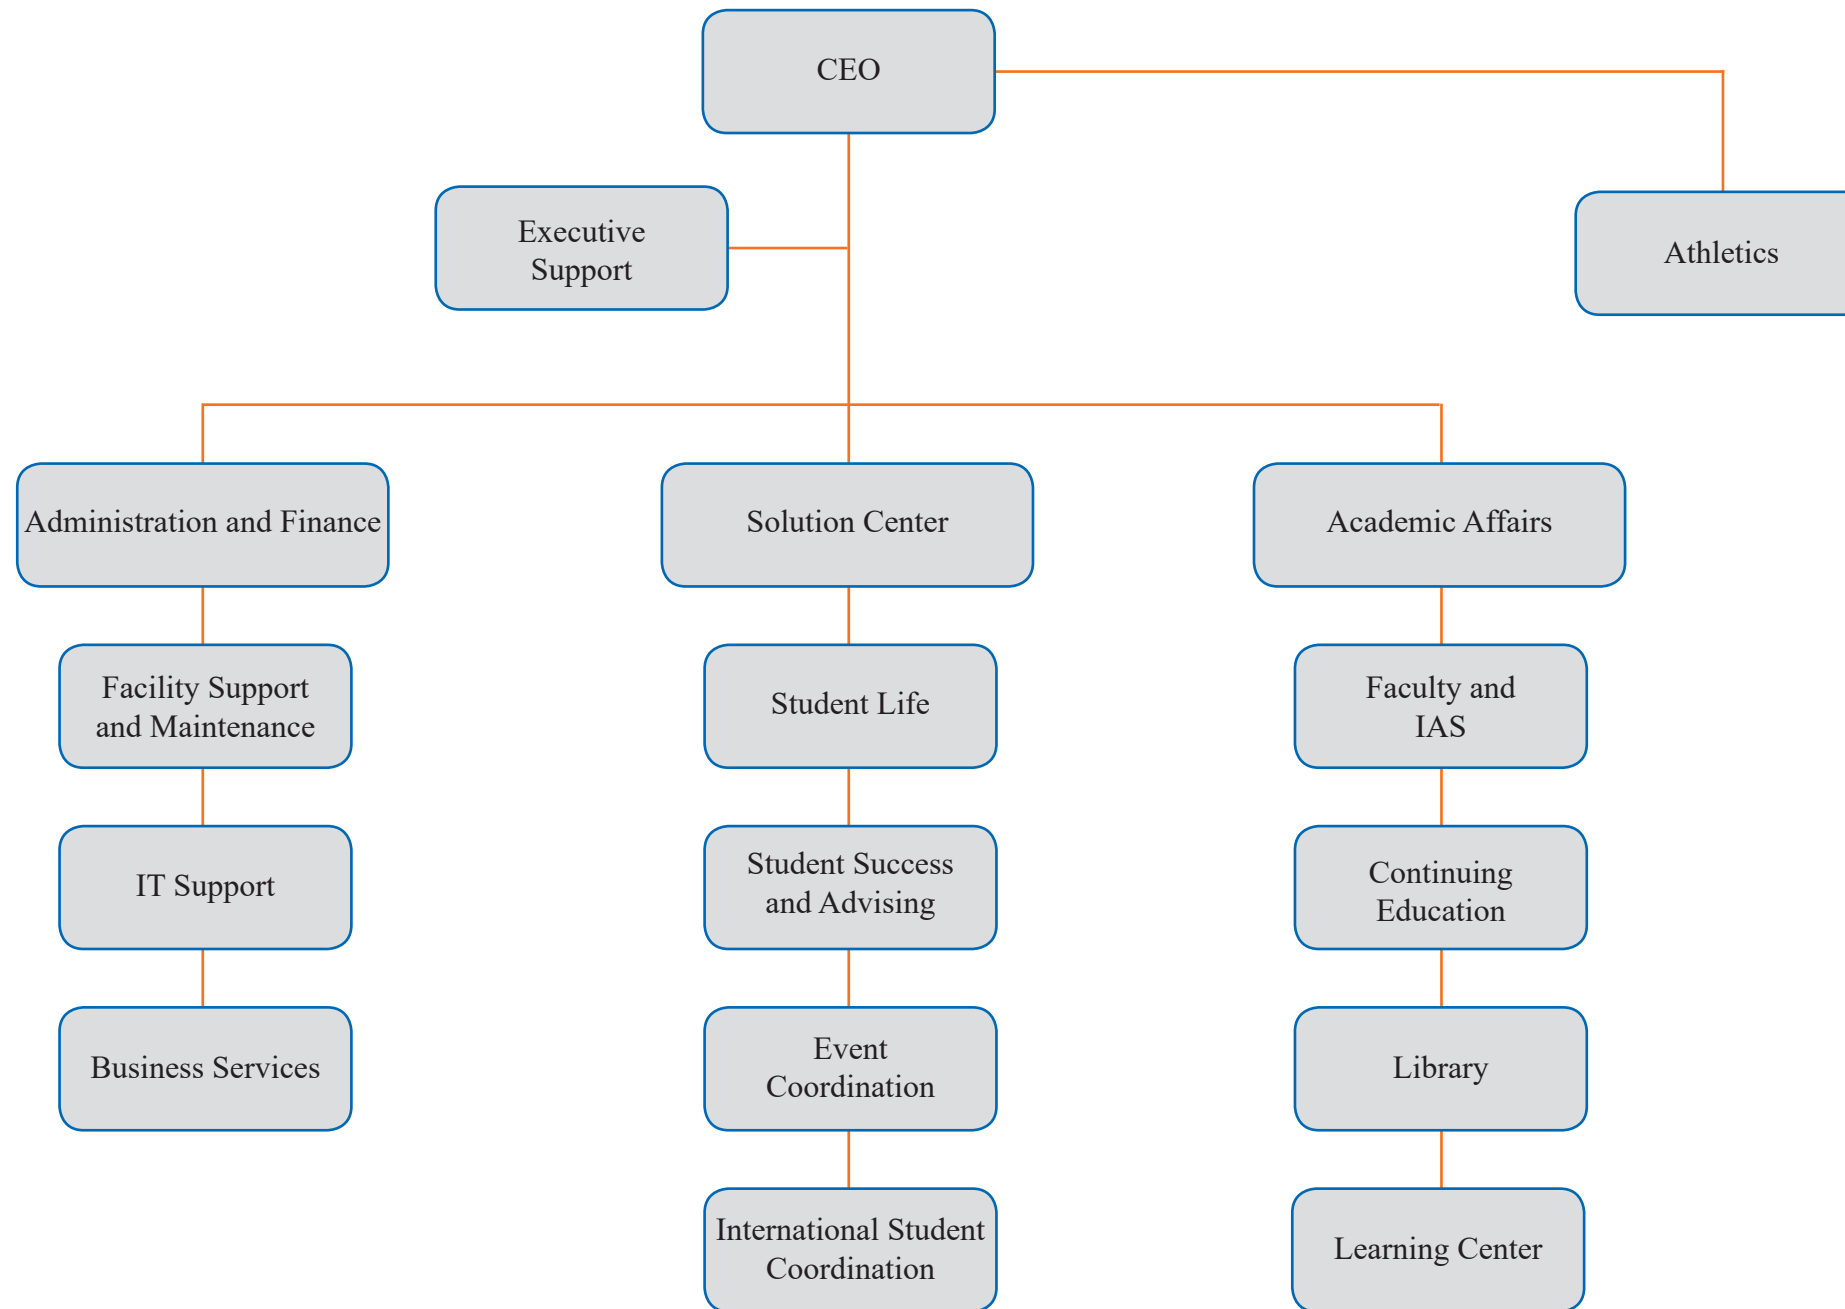 CEO
Executive
Support
Athletics
Administration and Finance
Solution Center
Academic Affairs
Facility Support
and Maintenance
Student Life
Faculty and
IAS
IT Support
Student Success
and Advising
Continuing
Education
Business Services
Event
Coordination
Library
International Student
Coordination
Learning Center